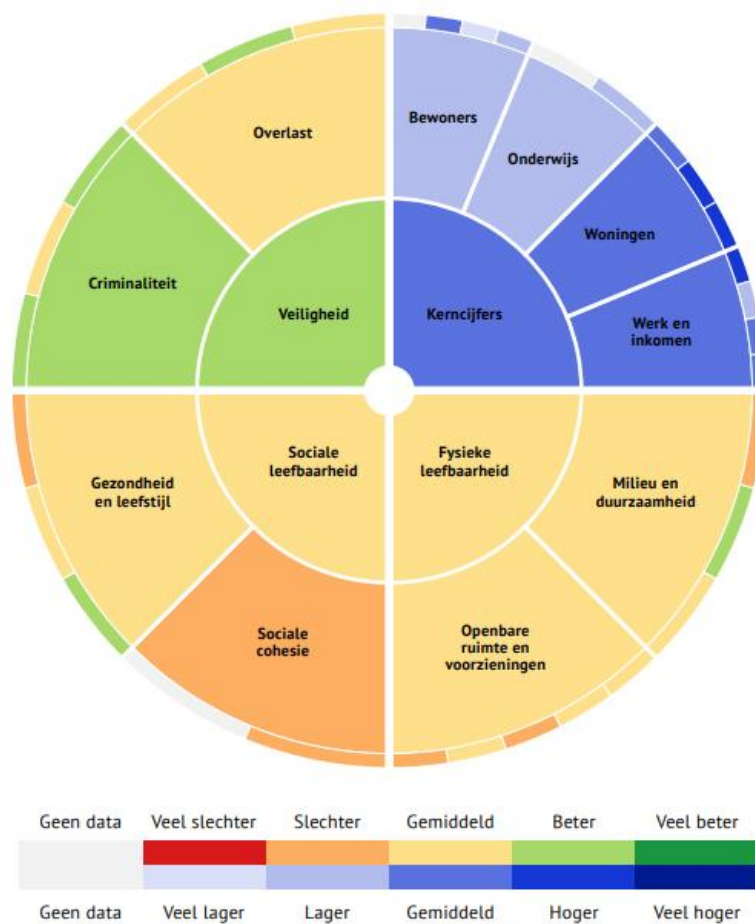 Overlast
Bewoners
Onderwijs
Criminaliteit
Woningen
Veiligheid
Kerncijfers
Werk en
inkomen
Gezondheid
en leefstijl
Sociale
leefbaarheid
Fysieke
leefbaarheid
Milieu en
duurzaamheid
Sociale
cohesie
Openbare
ruimte en
voorzieningen
Geen data Veel slechter Slechter Gemiddeld Beter Veel beter
Geen data Veel lager Lager Gemiddeld Hoger Veel hoger